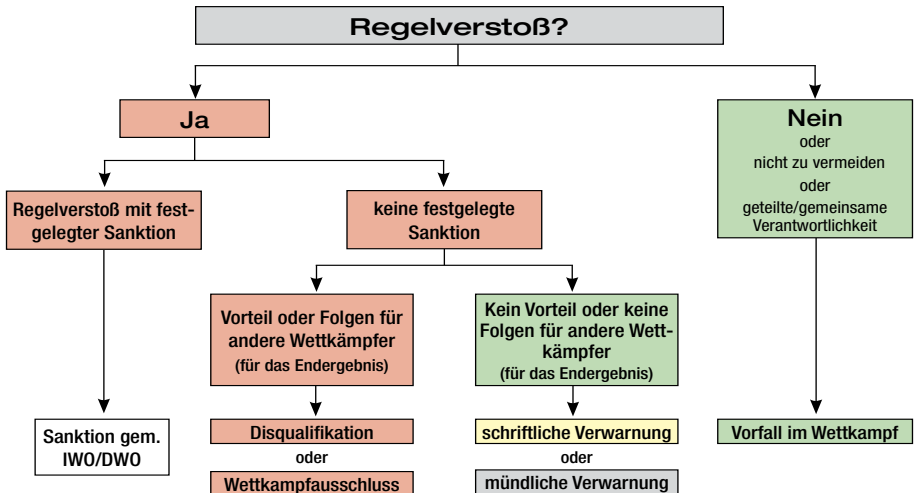 Regelverstoß?
Ja
Nein
oder
nicht zu vermeiden
oder
geteilte/gemeinsame
Verantwortlichkeit
Regelverstoß mit fest-
gelegter Sanktion
keine festgelegte
Sanktion
Vorteil oder Folgen für
andere Wettkämpfer
(für das Endergebnis)
Kein Vorteil oder keine
Folgen für andere Wett-
kämpfer
(für das Endergebnis)
Sanktion gem.
IWO/DWO
Disqualifikation
oder
Wettkampfausschluss
schriftliche Verwarnung
oder
mündliche Verwarnung
Vorfall im Wettkampf